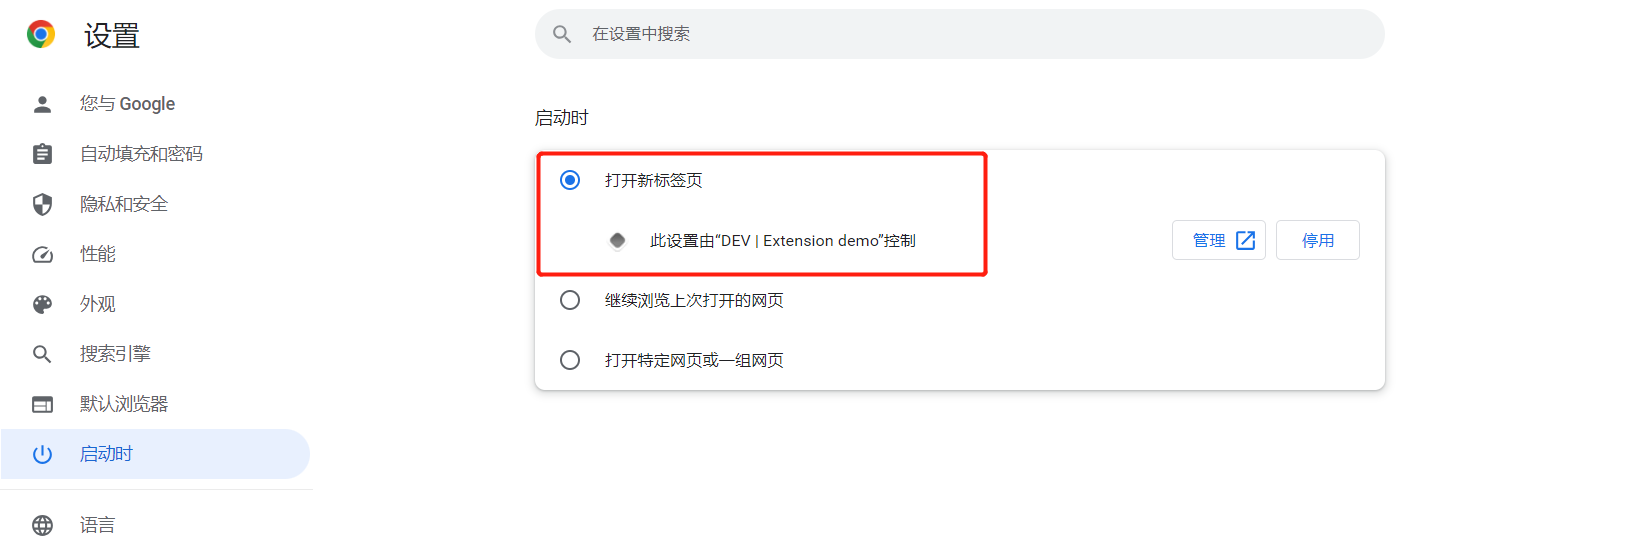 设置
在设置中搜索
您与 Google
自动填充和密码
隐私和安全
性能
外观
搜索引擎
默认浏览器
启动时
语言
启动时
打开新标签页
此设置由“DEV | Extension demo”控制
管理
停用
继续浏览上次打开的网页
打开特定网页或一组网页